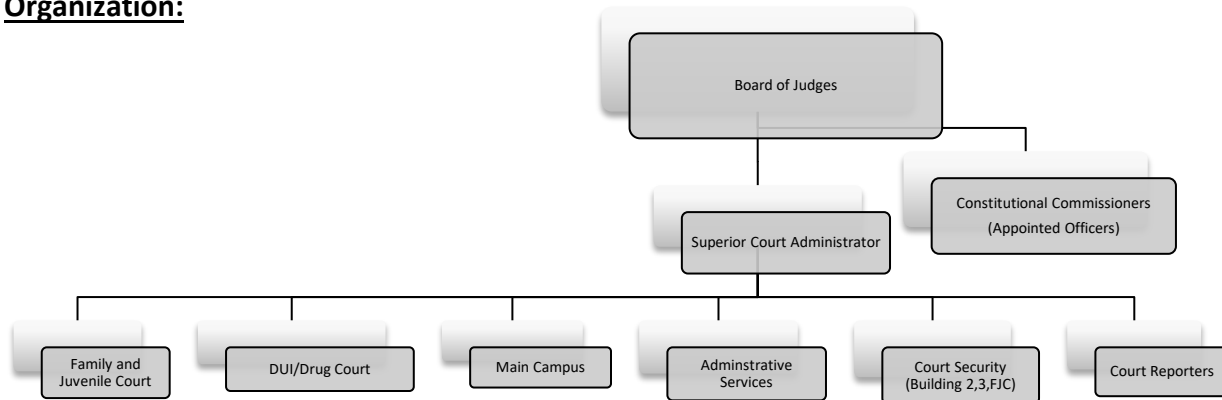 Organization:
Board of Judges
Constitutional Commissioners
(Appointed Officers)
Superior Court Administrator
Family and
Juvenile Court
DUI/Drug Court
Main Campus
Adminstrative
Services
Court Security
(Building 2,3,FJC)
Court Reporters